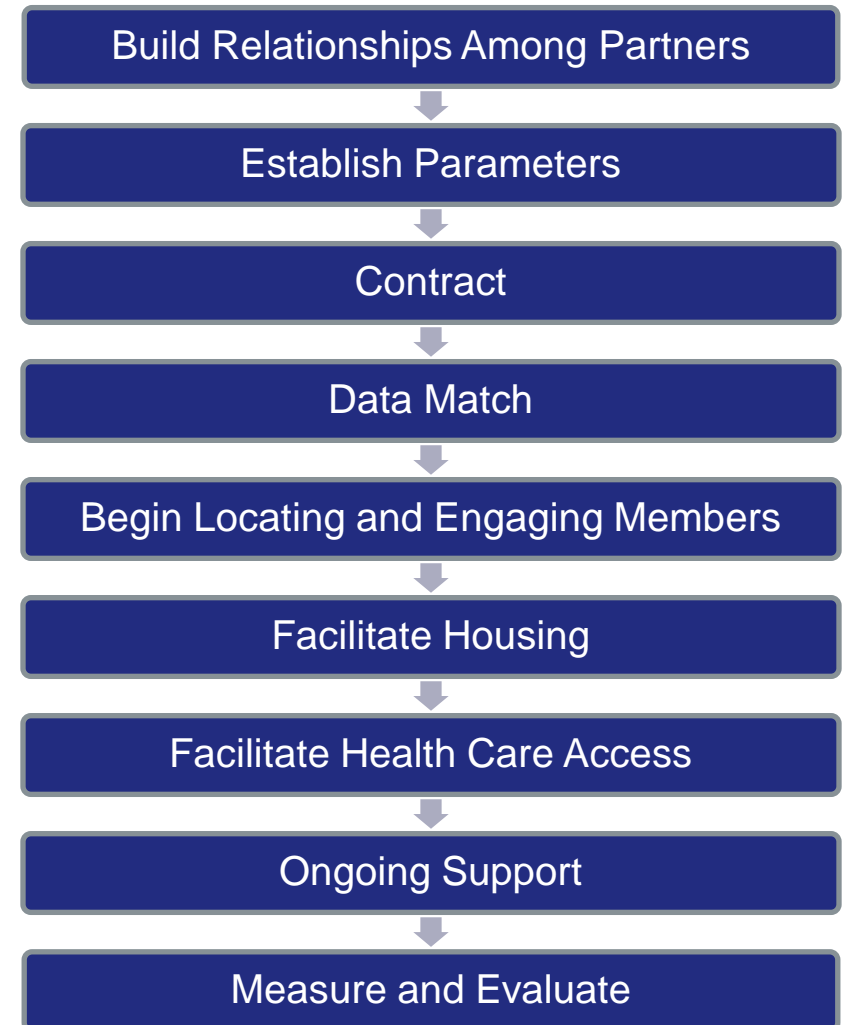 Build Relationships Among Partners
Establish Parameters
Contract
Data Match
Begin Locating and Engaging Members
Facilitate Housing
Facilitate Health Care Access
Ongoing Support
Measure and Evaluate